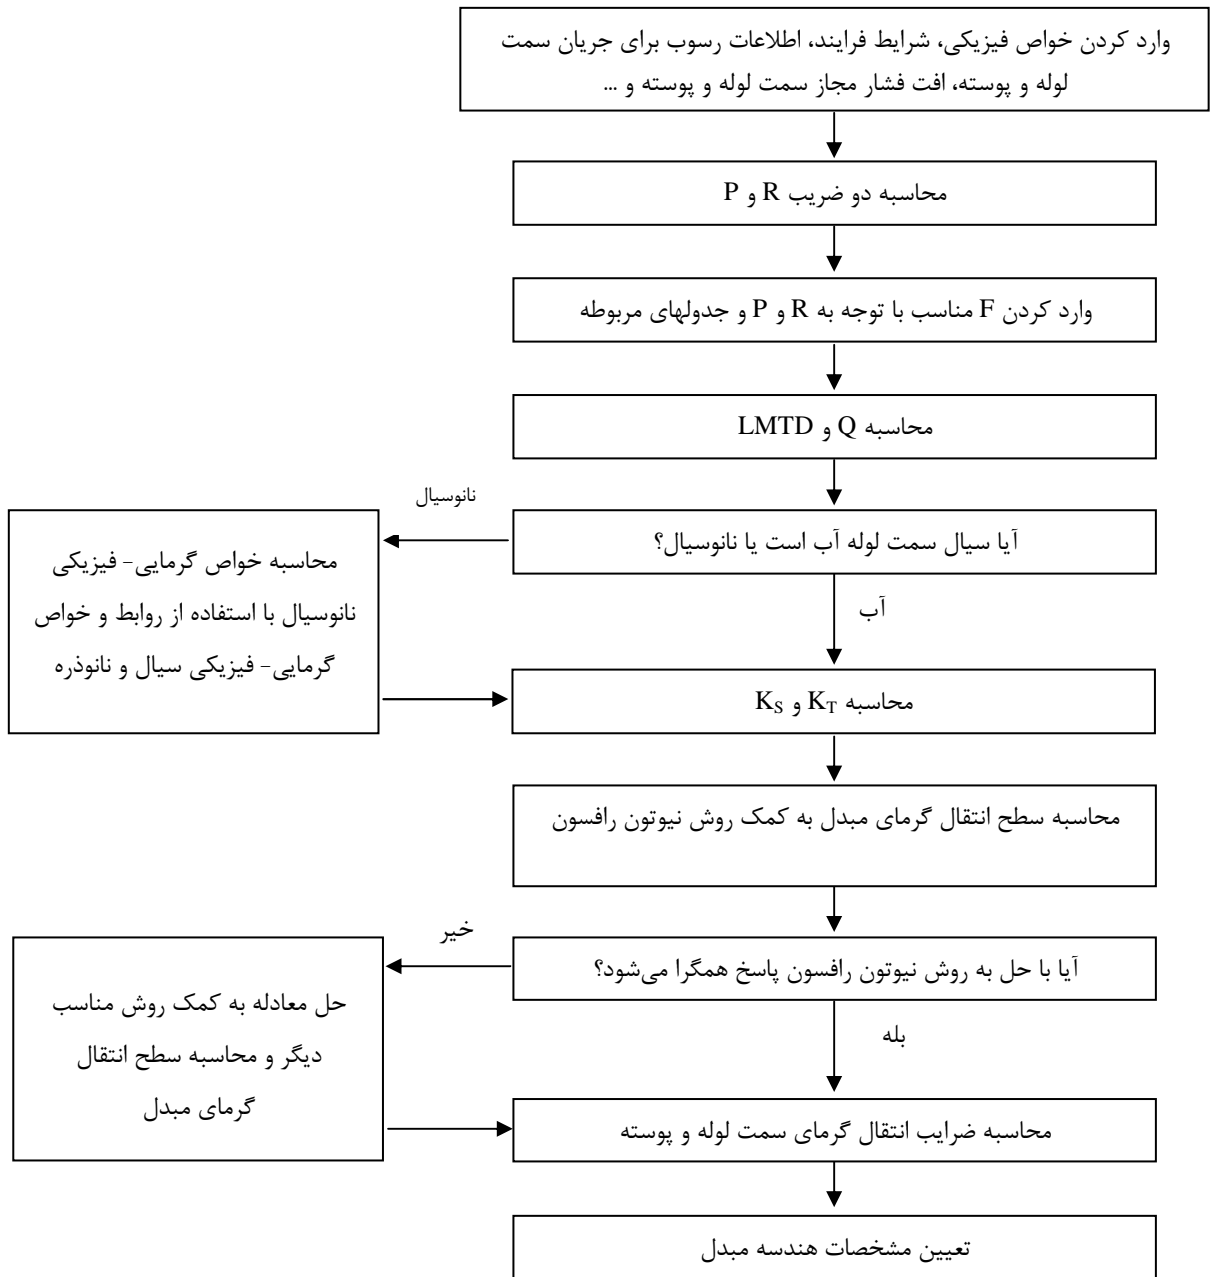 وارد کردن خواص فیزیکی، شرایط فرایند، اطلاعات رسوب برای جریان سمت
لوله و پوسته، افت فشار مجاز سمت لوله و پوسته و ...
محاسبه دو ضریب R و P
وارد کردن F مناسب با توجه به R و P و جدولهای مربوطه
محاسبه Q و LMTD
نانوسیال
آیا سیال سمت لوله آب است یا نانوسیال؟
محاسبه خواص گرمایی- فیزیکی
نانوسیال با استفاده از روابط و خواص
گرمایی- فیزیکی سیال و نانوذره
آب
محاسبه K_T و K_S
محاسبه سطح انتقال گرمای مبدل به کمک روش نیوتون رافسون
خیر
آیا با حل به روش نیوتون رافسون پاسخ همگرا می‌شود؟
حل معادله به کمک روش مناسب
دیگر و محاسبه سطح انتقال
گرمای مبدل
بله
محاسبه ضرایب انتقال گرمای سمت لوله و پوسته
تعیین مشخصات هندسه مبدل